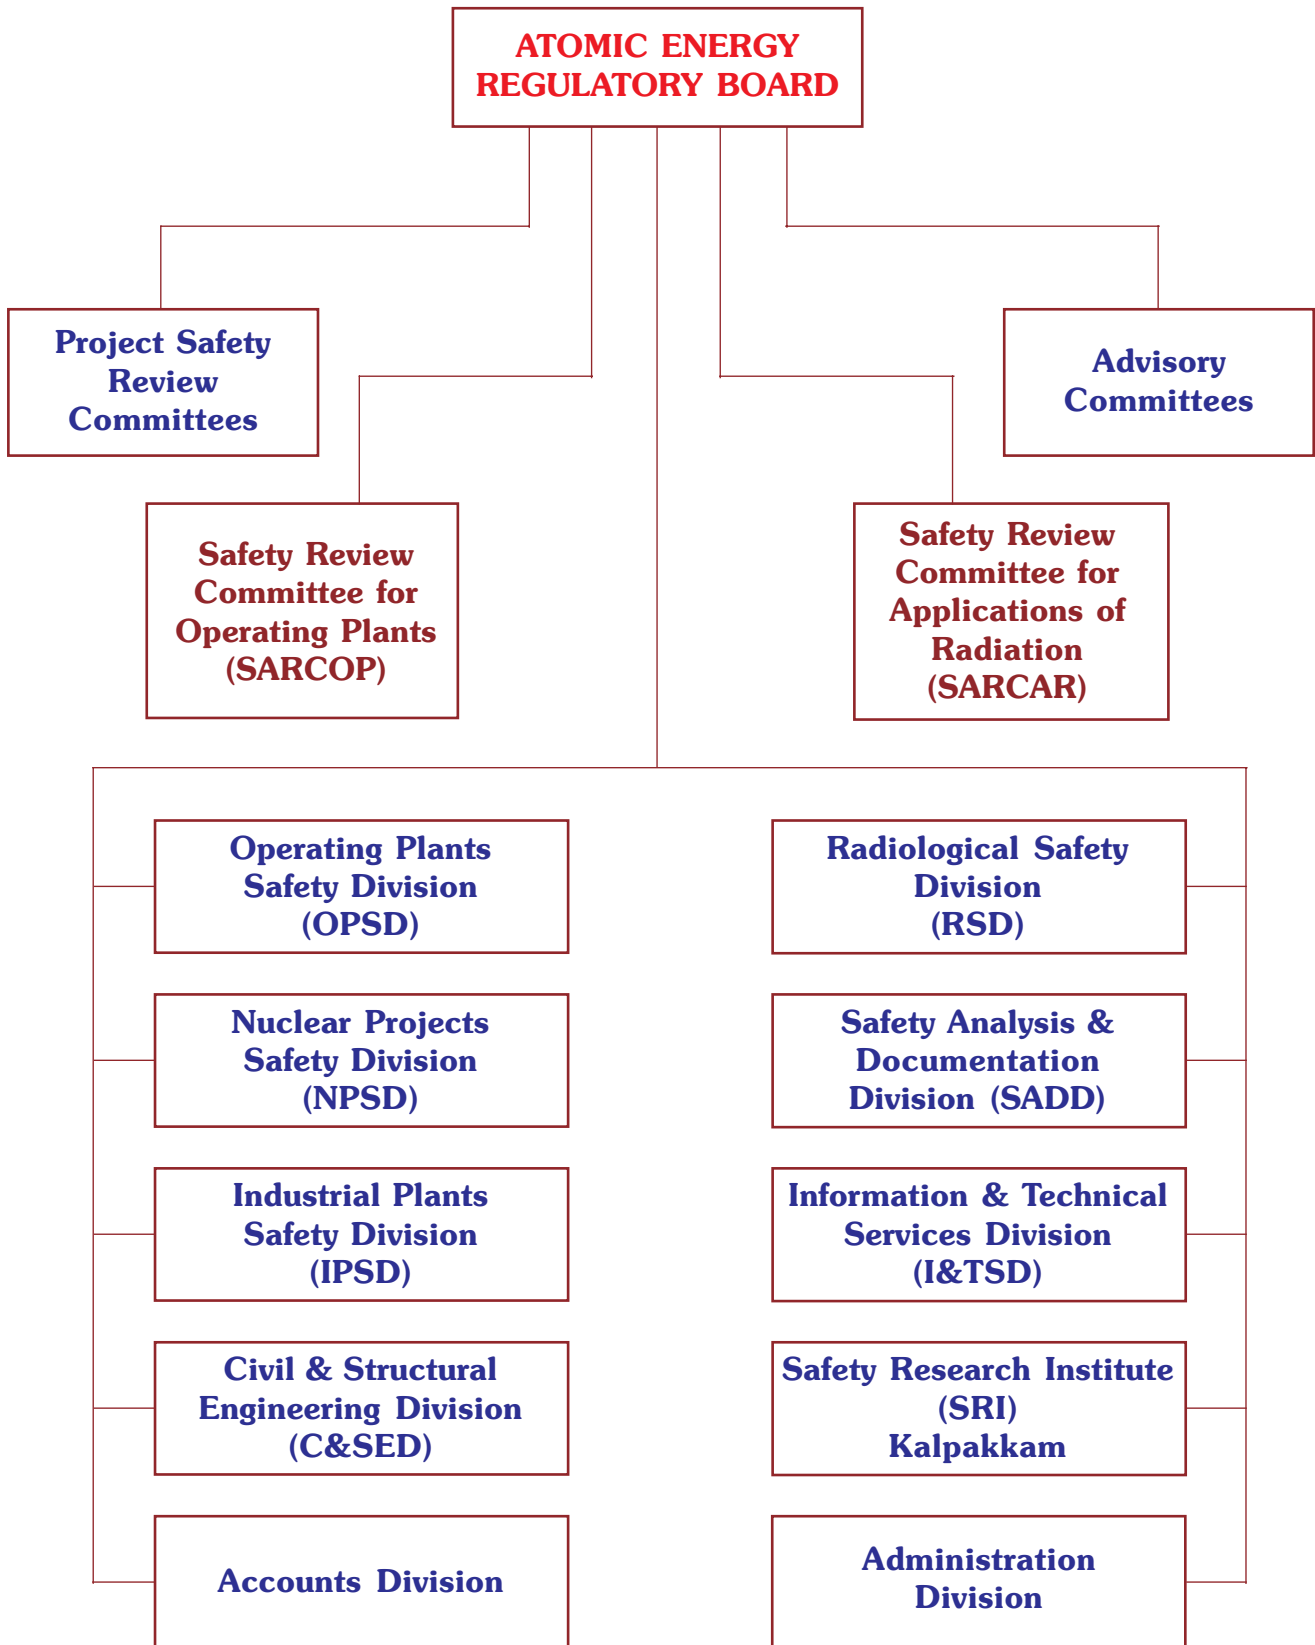 ATOMIC ENERGY
REGULATORY BOARD
Project Safety
Review
Committees
Advisory
Committees
Safety Review
Committee for
Operating Plants
(SARCOP)
Safety Review
Committee for
Applications of
Radiation
(SARCAR)
Operating Plants
Safety Division
(OPSD)
Radiological Safety
Division
(RSD)
Nuclear Projects
Safety Division
(NPSD)
Safety Analysis &
Documentation
Division (SADD)
Industrial Plants
Safety Division
(IPSD)
Information & Technical
Services Division
(I&TSD)
Civil & Structural
Engineering Division
(C&SED)
Safety Research Institute
(SRI)
Kalpakkam
Accounts Division
Administration
Division